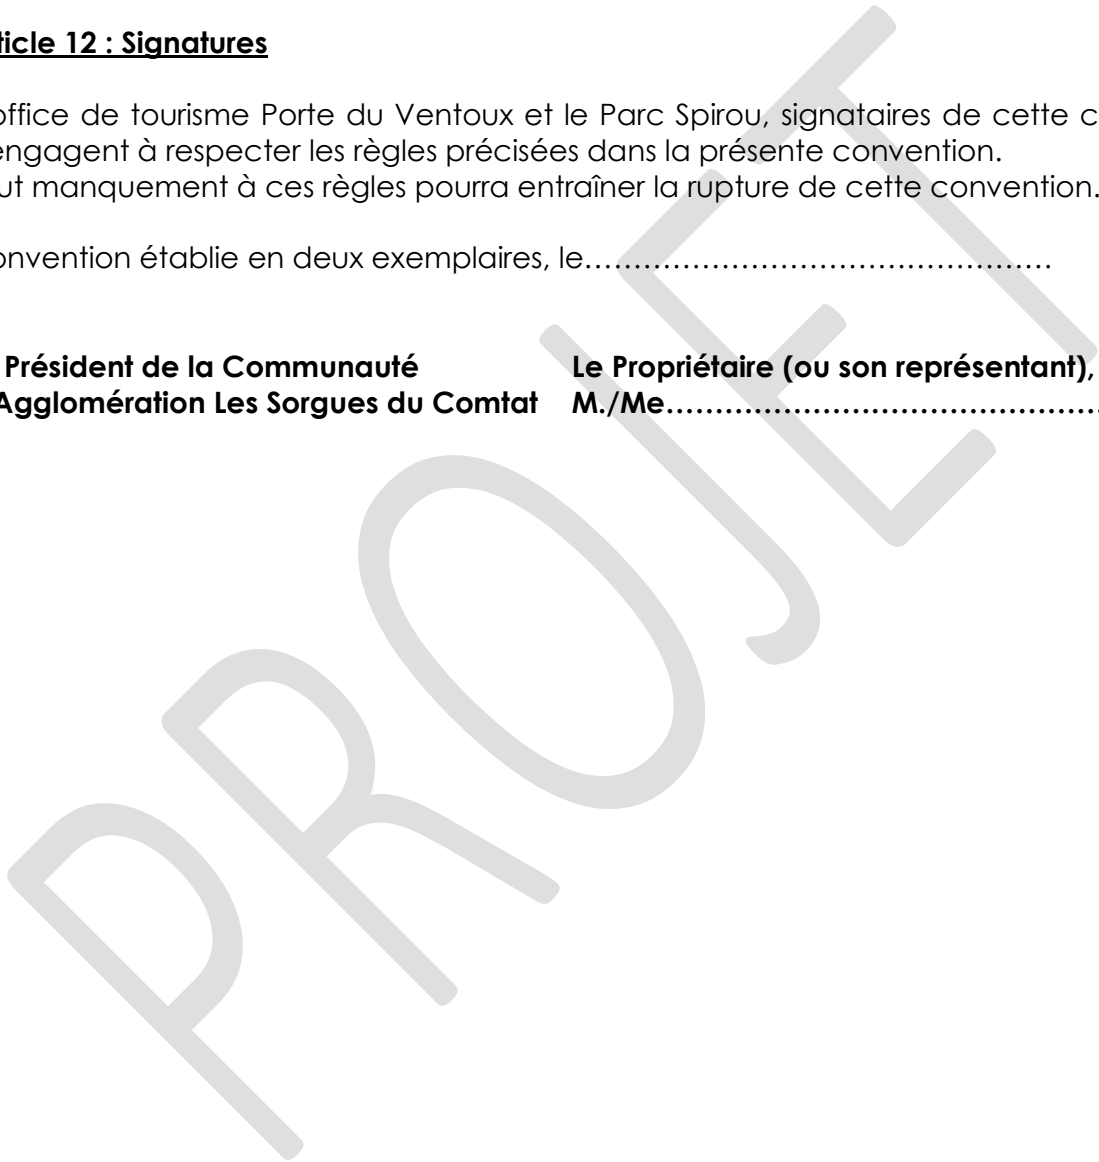 ticle 12 : Signatures
office de tourisme Porte du Ventoux et le Parc Spirou, signataires de cette c
engagent à respecter les règles précisées dans la présente convention.
ut manquement à ces règles pourra entraîner la rupture de cette convention.
onvention établie en deux exemplaires, le…………………………………………
Président de la Communauté
Agglomération Les Sorgues du Comtat
Le Propriétaire (ou son représentant),
M./Me………………………………………
PROJET